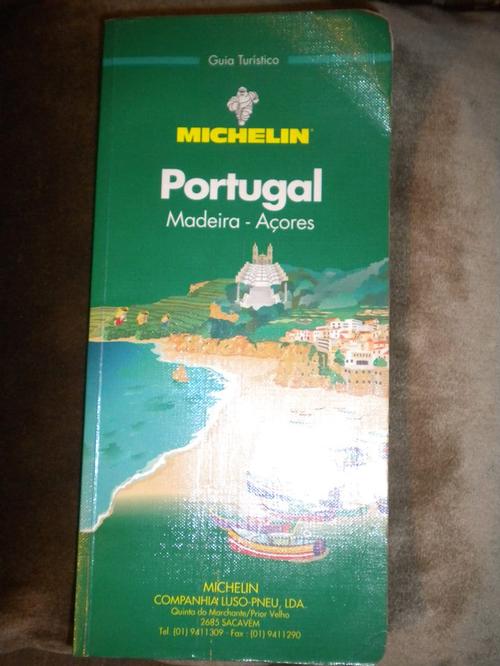 Guia Turístico
MICHELIN
Portugal
Madeira - Açores
MICHELIN
COMPANHIA LUSO-PNEU, LDA.
Quinta do Marchante/Prior Velho
2685 SACAVÉM
Tel. (01) 9411309 - Fax : (01) 9411290